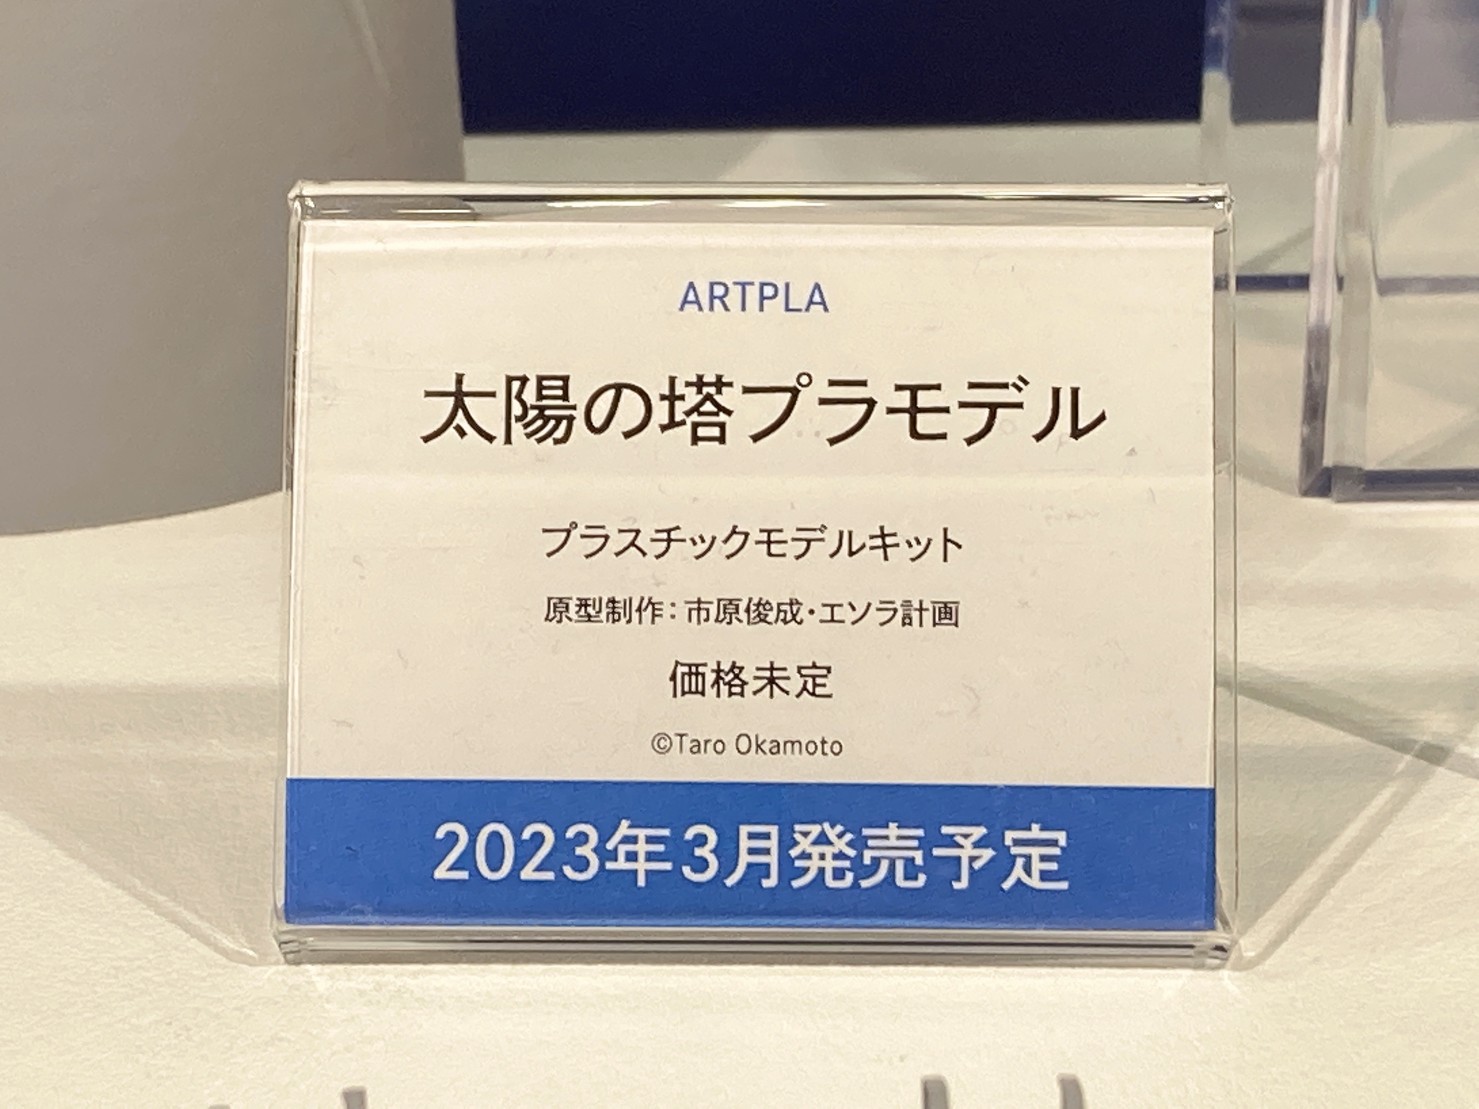 ARTPLA
太陽の塔プラモデル
プラスチックモデルキット
原型制作：市原俊成・エソラ計画
価格未定
©Taro Okamoto
2023年3月発売予定